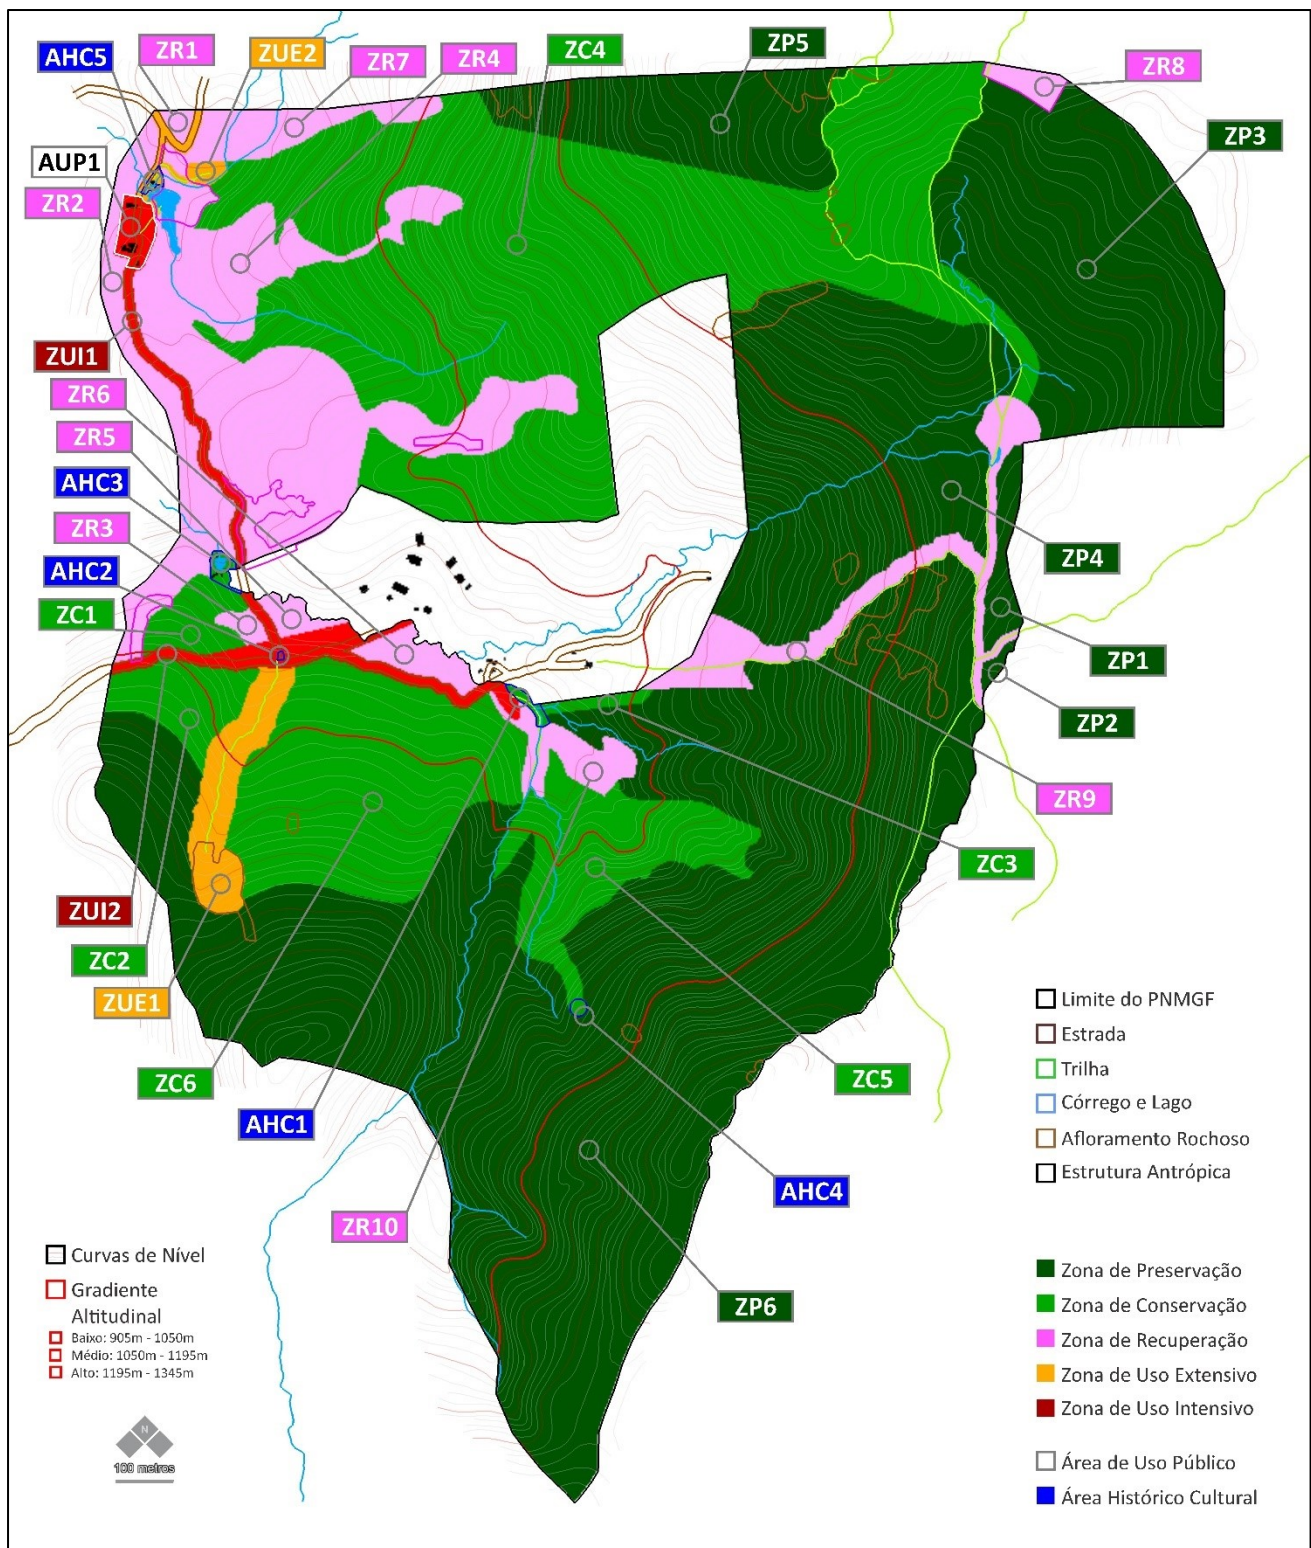 ZR1
ZUE2
ZR7
ZR4
ZC4
ZP5
ZR8
AHC5
ZP3
AUP1
ZR2
ZUI1
ZR6
ZR5
AHC3
ZR3
AHC2
ZC1
ZP4
ZP1
ZP2
ZR9
ZC3
ZUI2
ZC2
ZUE1
ZC6
AHC1
ZC5
AHC4
ZR10
ZP6
Limite do PNMGF
Estrada
Trilha
Córrego e Lago
Afloramento Rochoso
Estrutura Antrópica
Curvas de Nível
Gradiente
Altitudinal
Baixo: 905m - 1050m
Médio: 1050m - 1195m
Alto: 1195m - 1345m
N
100 metros
Zona de Preservação
Zona de Conservação
Zona de Recuperação
Zona de Uso Extensivo
Zona de Uso Intensivo
Área de Uso Público
Área Histórico Cultural